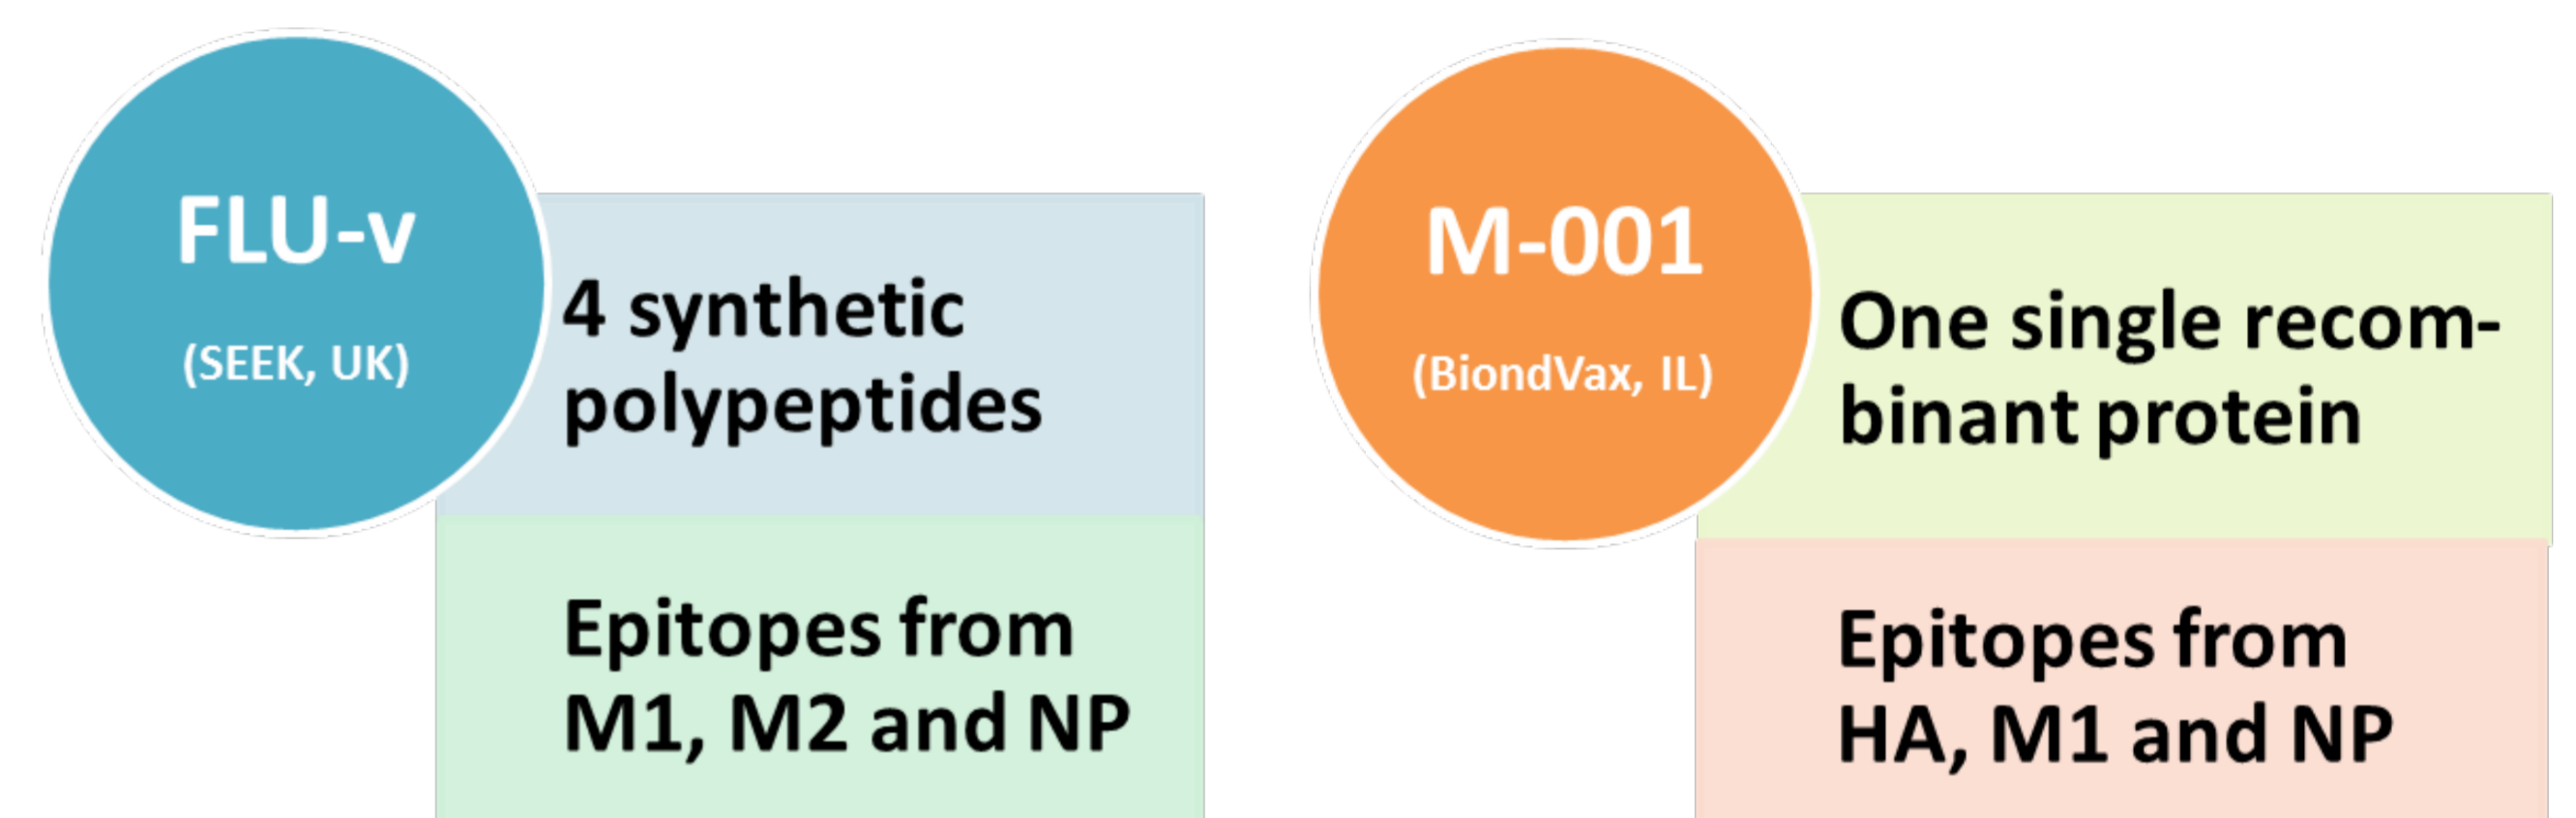 FLU-v
(SEEK, UK)
4 synthetic
polypeptides
Epitopes from
M1, M2 and NP
M-001
(BiondVax, IL)
One single recom-
binant protein
Epitopes from
HA, M1 and NP